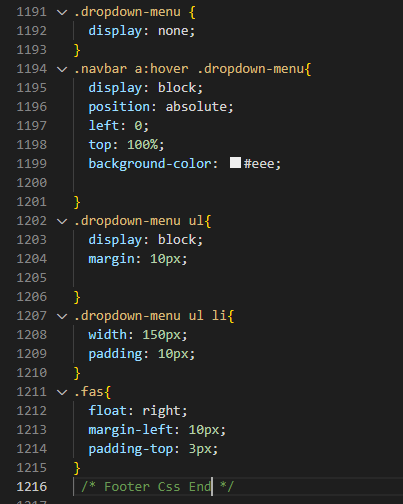 1191 .dropdown-menu {
1192 display: none;
1193 }
1194 .navbar a:hover .dropdown-menu{
1195 display: block;
1196 position: absolute;
1197 left: 0;
1198 top: 100%;
1199 background-color: #eee;
1200
1201 }
1202 .dropdown-menu ul{
1203 display: block;
1204 margin: 10px;
1205
1206 }
1207 .dropdown-menu ul li{
1208 width: 150px;
1209 padding: 10px;
1210 }
1211 .fas{
1212 float: right;
1213 margin-left: 10px;
1214 padding-top: 3px;
1215 }
1216 /* Footer Css End */